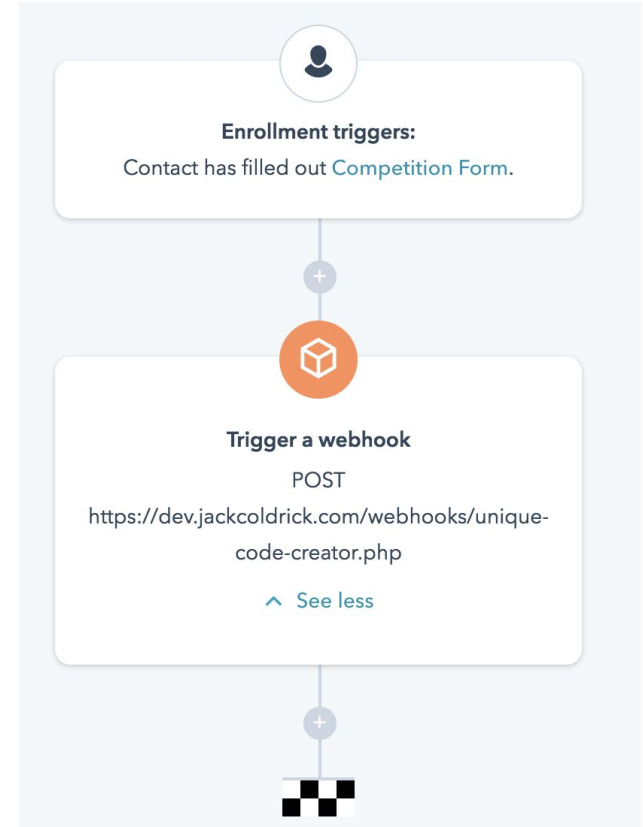 Enrollment triggers:
Contact has filled out Competition Form.
Trigger a webhook
POST
https://dev.jackcoldrick.com/webhooks/unique-
code-creator.php
See less